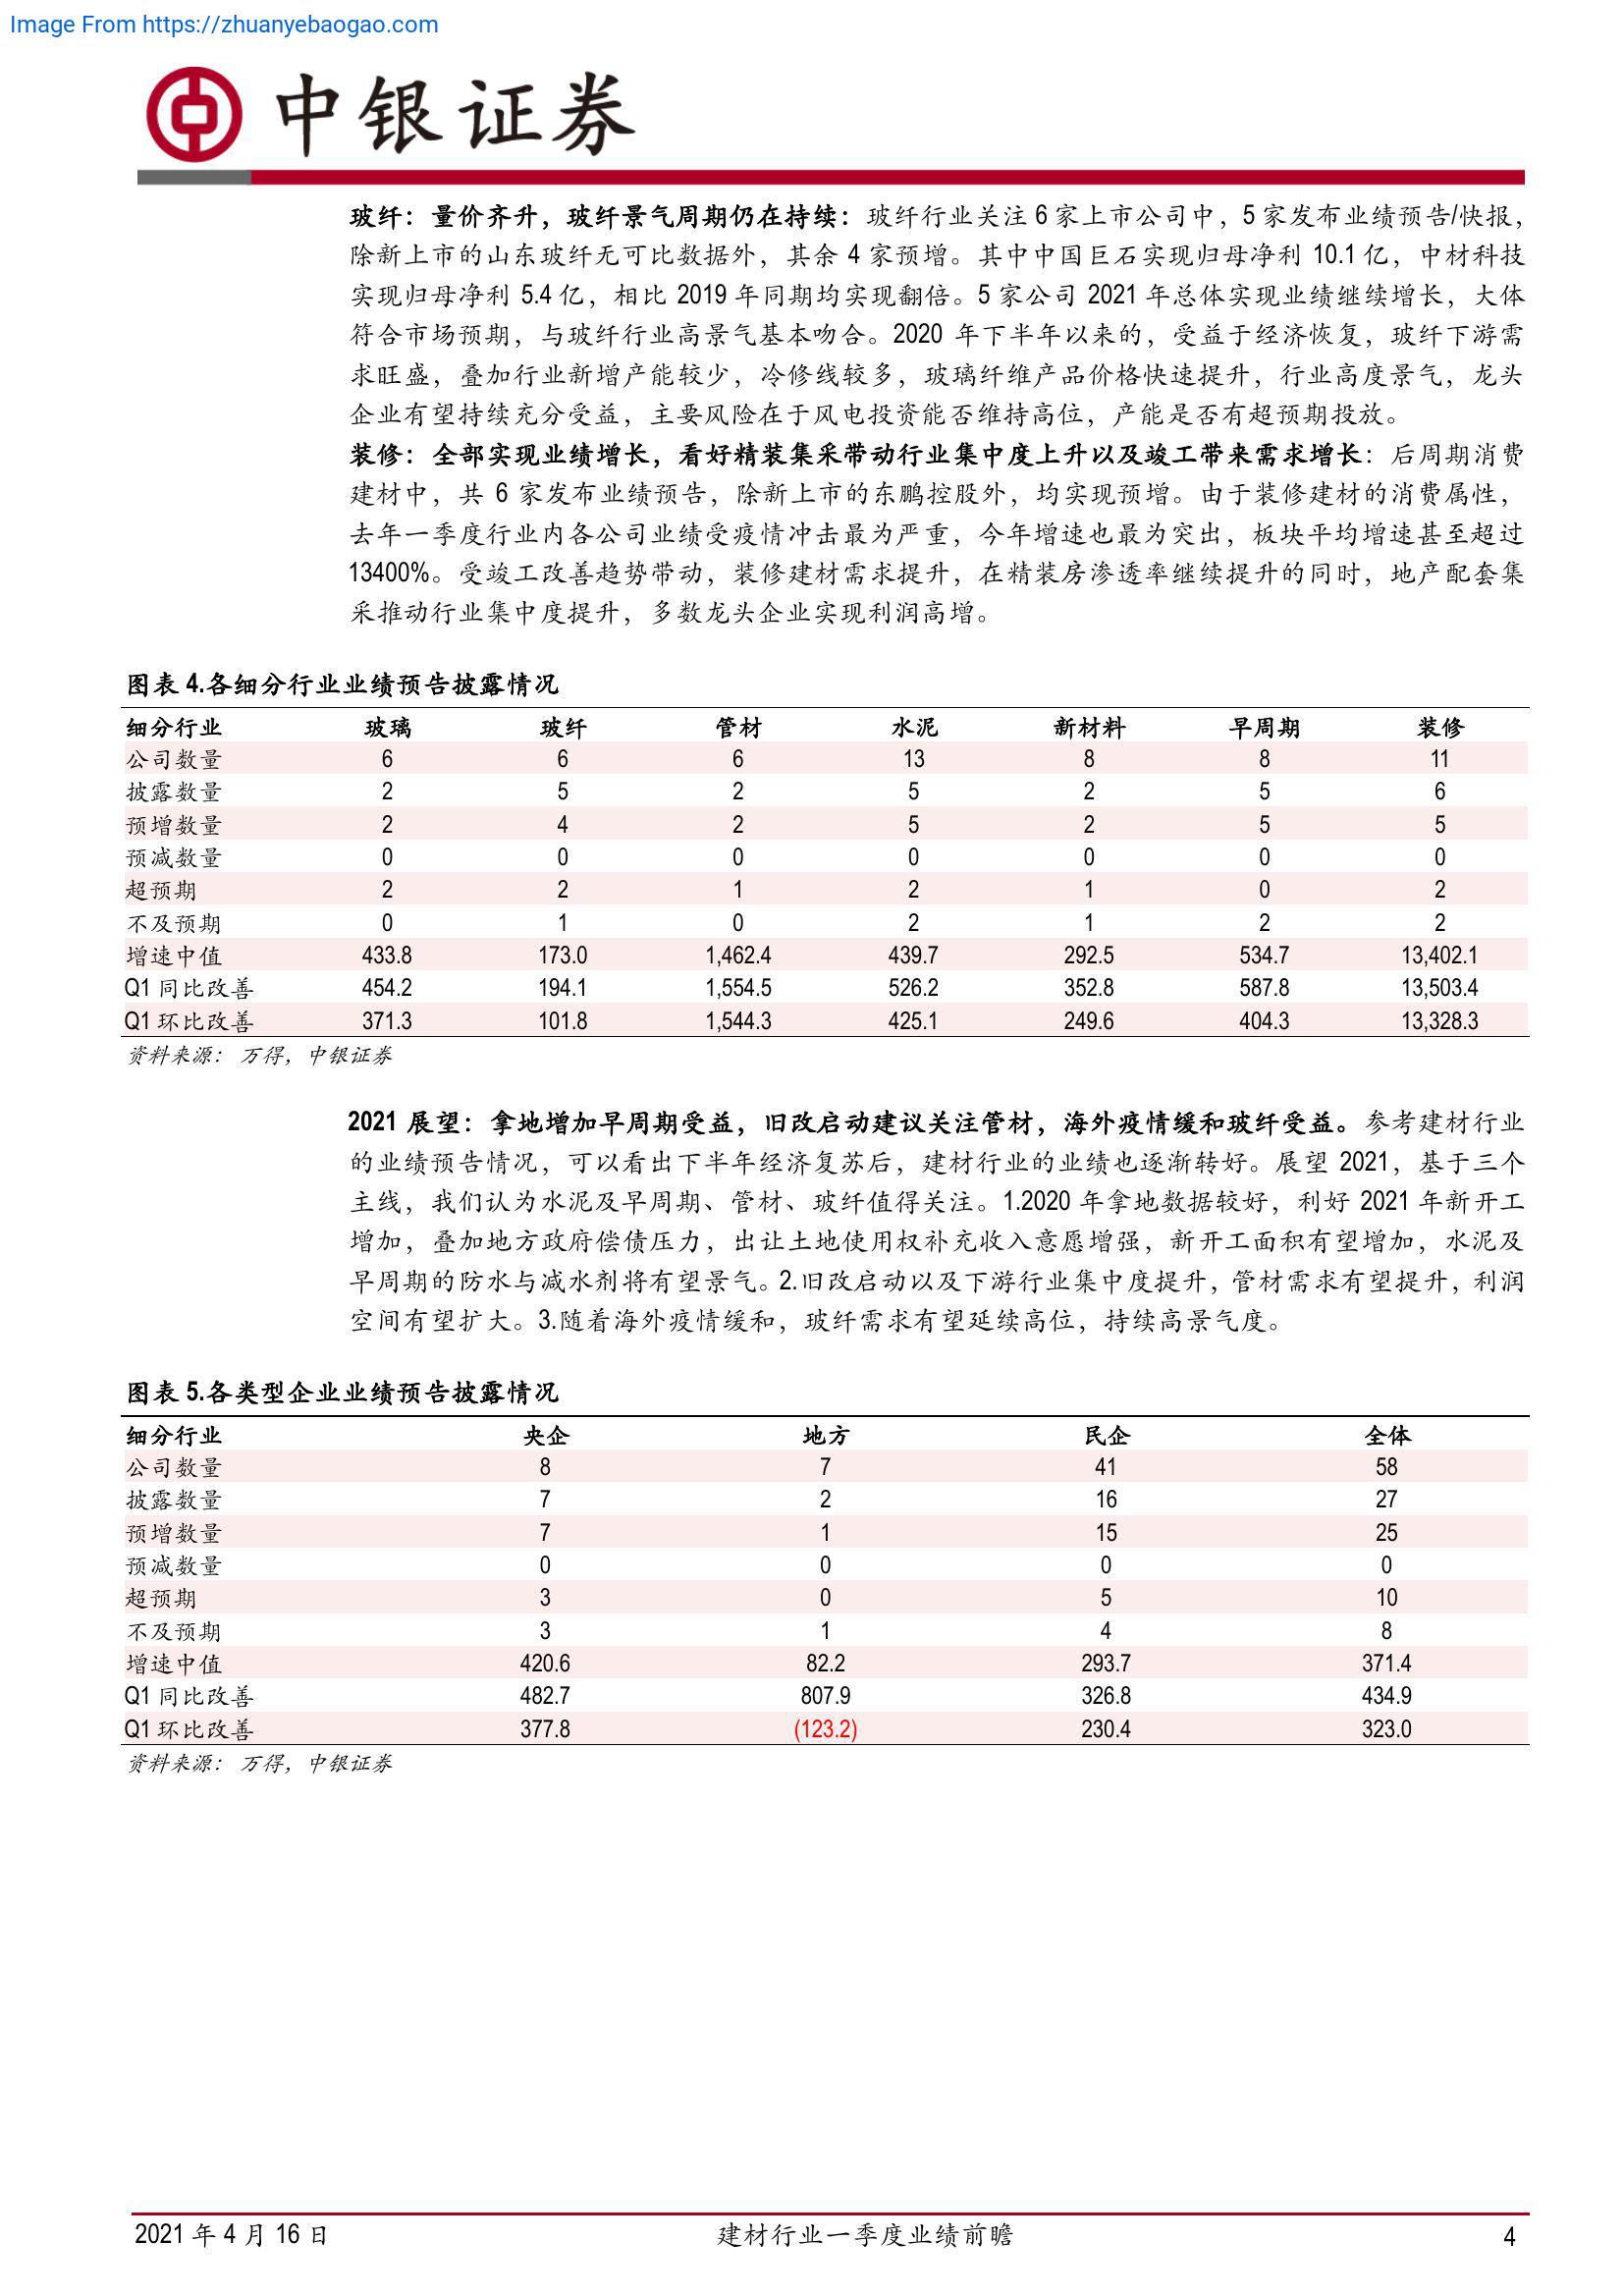 Image From https://zhuanyebaogao.com
中银证券
玻纤：量价齐升，玻纤景气周期仍在持续：玻纤行业关注 6 家上市公司中，5 家发布业绩预告/快报，
除新上市的山东玻纤无可比数据外，其余 4 家预增。其中中国巨石实现归母净利 10.1 亿，中材科技
实现归母净利 5.4 亿，相比 2019 年同期均实现翻倍。5 家公司 2021 年总体实现业绩继续增长，大体
符合市场预期，与玻纤行业高景气基本吻合。2020 年下半年以来的，受益于经济恢复，玻纤下游需
求旺盛，叠加行业新增产能较少，冷修线较多，玻璃纤维产品价格快速提升，行业高度景气，龙头
企业有望持续充分受益，主要风险在于风电投资能否维持高位，产能是否有超预期投放。
装修：全部实现业绩增长，看好精装集采带动行业集中度上升以及竣工带来需求增长：后周期消费
建材中，共 6 家发布业绩预告，除新上市的东鹏控股外，均实现预增。由于装修建材的消费属性，
去年一季度行业内各公司业绩受疫情冲击最为严重，今年增速也最为突出，板块平均增速甚至超过
13400%。受竣工改善趋势带动，装修建材需求提升，在精装房渗透率继续提升的同时，地产配套集
采推动行业集中度提升，多数龙头企业实现利润高增。
图表 4.各细分行业业绩预告披露情况
细分行业 玻璃 玻纤 管材 水泥 新材料 早周期 装修
公司数量 6 6 6 13 8 8 11
披露数量 2 5 2 5 2 5 6
预增数量 2 4 2 5 2 5 5
预减数量 0 0 0 0 0 0 0
超预期 2 2 1 2 1 0 2
不及预期 0 1 0 2 1 2 2
增速中值 433.8 173.0 1,462.4 439.7 292.5 534.7 13,402.1
Q1 同比改善 454.2 194.1 1,554.5 526.2 352.8 587.8 13,503.4
Q1 环比改善 371.3 101.8 1,544.3 425.1 249.6 404.3 13,328.3
资料来源：万得，中银证券
2021 展望：拿地增加早周期受益，旧改启动建议关注管材，海外疫情缓和玻纤受益。参考建材行业
的业绩预告情况，可以看出下半年经济复苏后，建材行业的业绩也逐渐转好。展望 2021，基于三个
主线，我们认为水泥及早周期、管材、玻纤值得关注。1.2020 年拿地数据较好，利好 2021 年新开工
增加，叠加地方政府偿债压力，出让土地使用权补充收入意愿增强，新开工面积有望增加，水泥及
早周期的防水与减水剂将有望景气。2.旧改启动以及下游行业集中度提升，管材需求有望提升，利润
空间有望扩大。3.随着海外疫情缓和，玻纤需求有望延续高位，持续高景气度。
图表 5.各类型企业业绩预告披露情况
细分行业 央企 地方 民企 全体
公司数量 8 7 41 58
披露数量 7 2 16 27
预增数量 7 1 15 25
预减数量 0 0 0 0
超预期 3 0 5 10
不及预期 3 1 4 8
增速中值 420.6 82.2 293.7 371.4
Q1 同比改善 482.7 807.9 326.8 434.9
Q1 环比改善 377.8 (123.2) 230.4 323.0
资料来源：万得，中银证券
2021 年 4 月 16 日 建材行业一季度业绩前瞻 4